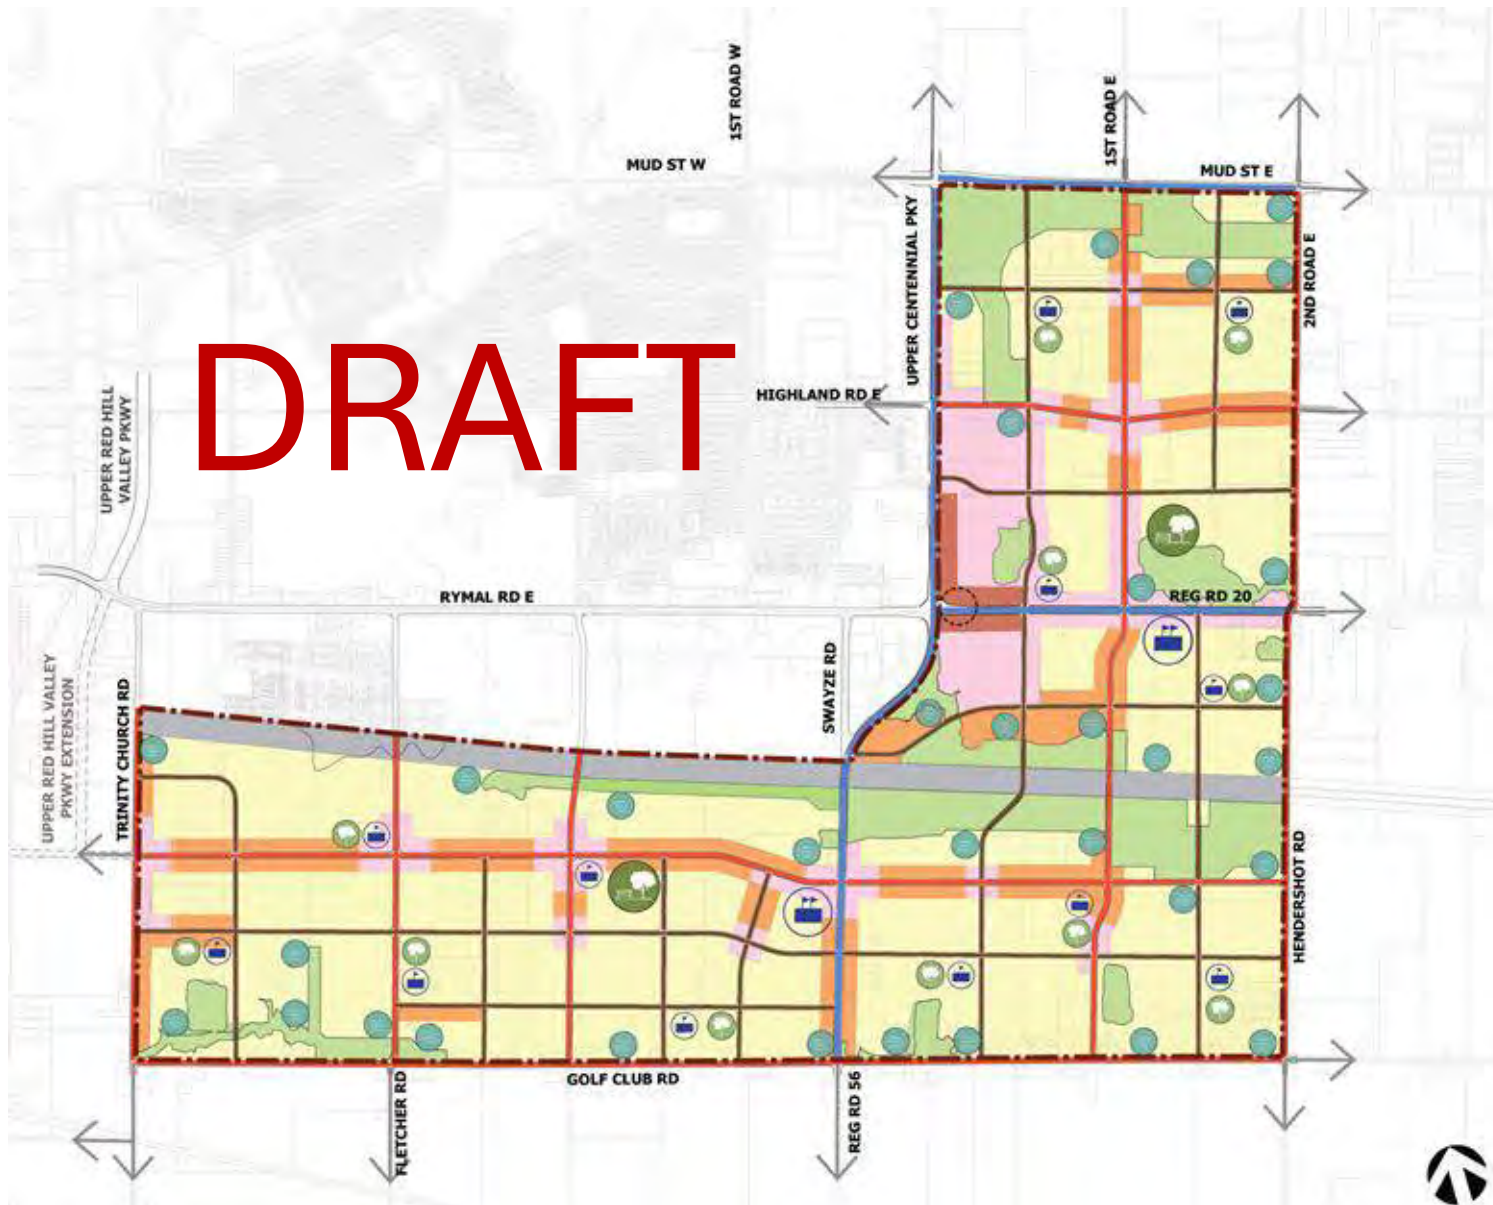 1ST ROAD W
1ST ROAD E
MUD ST W
MUD ST E
UPPER CENTENNIAL PKY
2ND ROAD E
DRAFT
HIGHLAND RD E
UPPER RED HILL
VALLEY PKWY
RYMAL RD E
REG RD 20
UPPER RED HILL VALLEY
PKWY EXTENSION
TRINITY CHURCH RD
SWAYZE RD
HENDERSHOT RD
GOLF CLUB RD
FLETCHER RD
REG RD 56